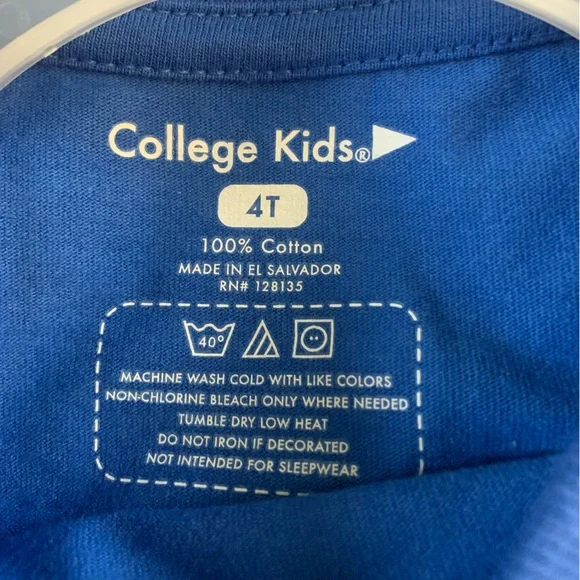 College Kids®
4T
100% Cotton
MADE IN EL SALVADOR
RN# 128135
40°
MACHINE WASH COLD WITH LIKE COLORS
NON-CHLORINE BLEACH ONLY WHERE NEEDED
TUMBLE DRY LOW HEAT
DO NOT IRON IF DECORATED
NOT INTENDED FOR SLEEPWEAR